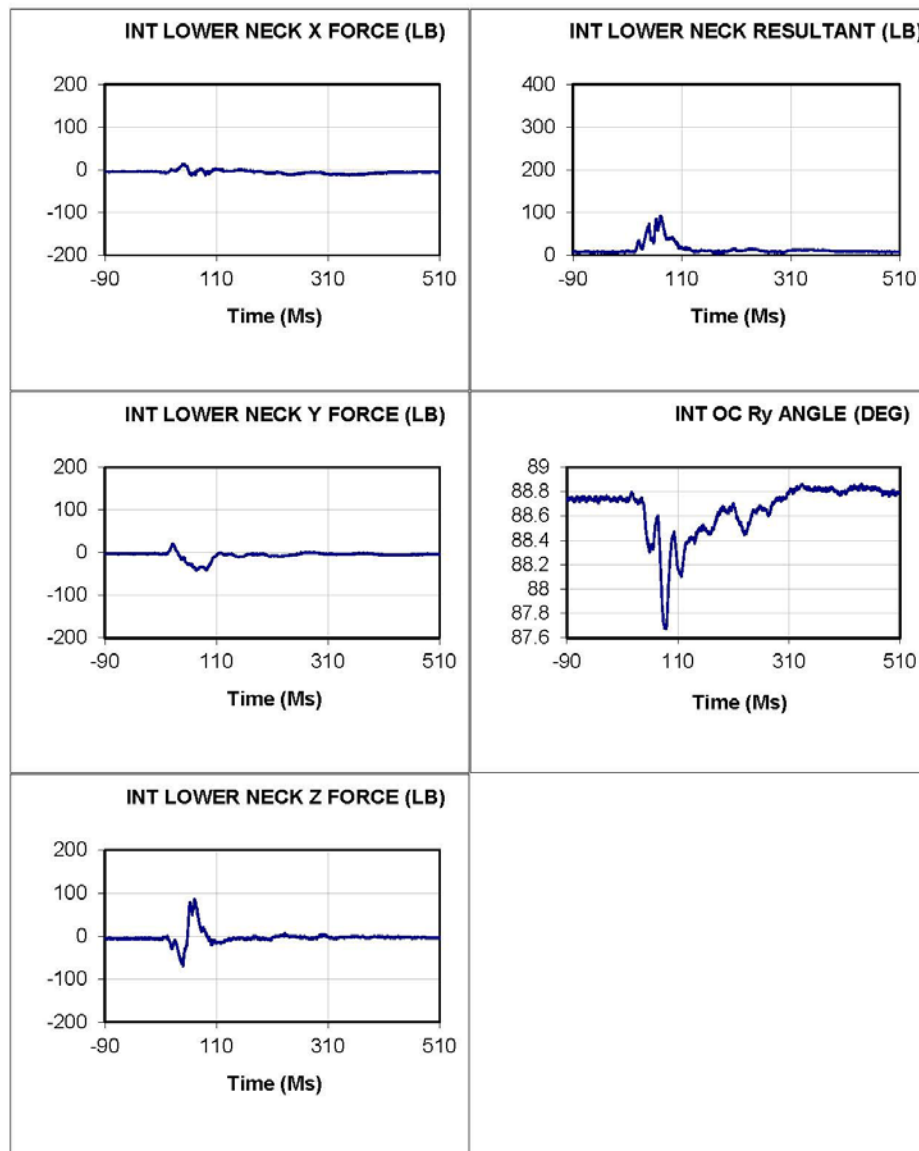 INT LOWER NECK X FORCE (LB)
200
100
0
-100
-200
-90 110 310 510
Time (Ms)
INT LOWER NECK RESULTANT (LB)
400
300
200
100
0
-90 110 310 510
Time (Ms)
INT LOWER NECK Y FORCE (LB)
200
100
0
-100
-200
-90 110 310 510
Time (Ms)
INT OC Ry ANGLE (DEG)
89
88.8
88.6
88.4
88.2
88
87.8
87.6
-90 110 310 510
Time (Ms)
INT LOWER NECK Z FORCE (LB)
200
100
0
-100
-200
-90 110 310 510
Time (Ms)